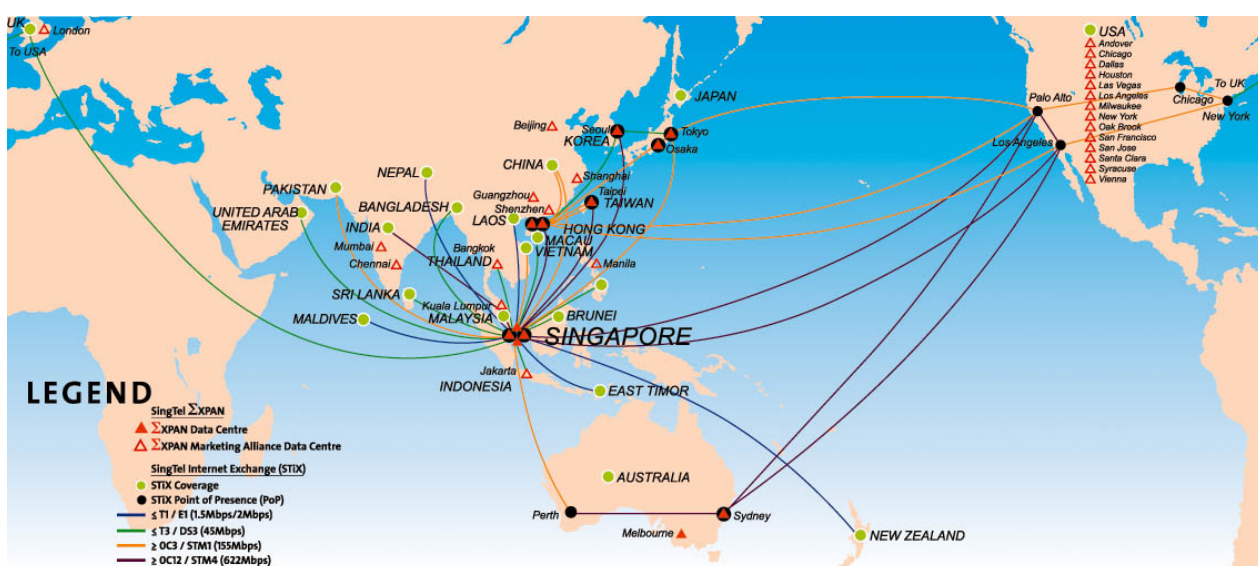 UK
London
To USA
USA
Andover
Chicago
Dallas
Houston
Las Vegas
Los Angeles
Milwaukee
New York
Oak Brook
San Francisco
San Jose
Santa Clara
Syracuse
Vienna
To UK
Chicago
New York
Palo Alto
Los Angeles
JAPAN
Beijing
Seoul
KOREA
Tokyo
Osaka
CHINA
Shanghai
NEPAL
PAKISTAN
Guangzhou
Taipei
TAIWAN
BANGLADESH
Shenzhen
UNITED ARAB
EMIRATES
LAOS
INDIA
HONG KONG
MACAU
VIETNAM
Mumbai
Bangkok
THAILAND
Chennai
Manila
SRI LANKA
Kuala Lumpur
MALAYSIA
BRUNEI
MALDIVES
SINGAPORE
Jakarta
INDONESIA
EAST TIMOR
LEGEND
SingTel ΣXPAN
ΣXPAN Data Centre
ΣXPAN Marketing Alliance Data Centre
SingTel Internet Exchange (STiX)
STiX Coverage
STiX Point of Presence (PoP)
≤ T1 / E1 (1.5Mbps/2Mbps)
≤ T3 / DS3 (45Mbps)
≥ OC3 / STM1 (155Mbps)
≥ OC12 / STM4 (622Mbps)
AUSTRALIA
Perth
Sydney
Melbourne
NEW ZEALAND